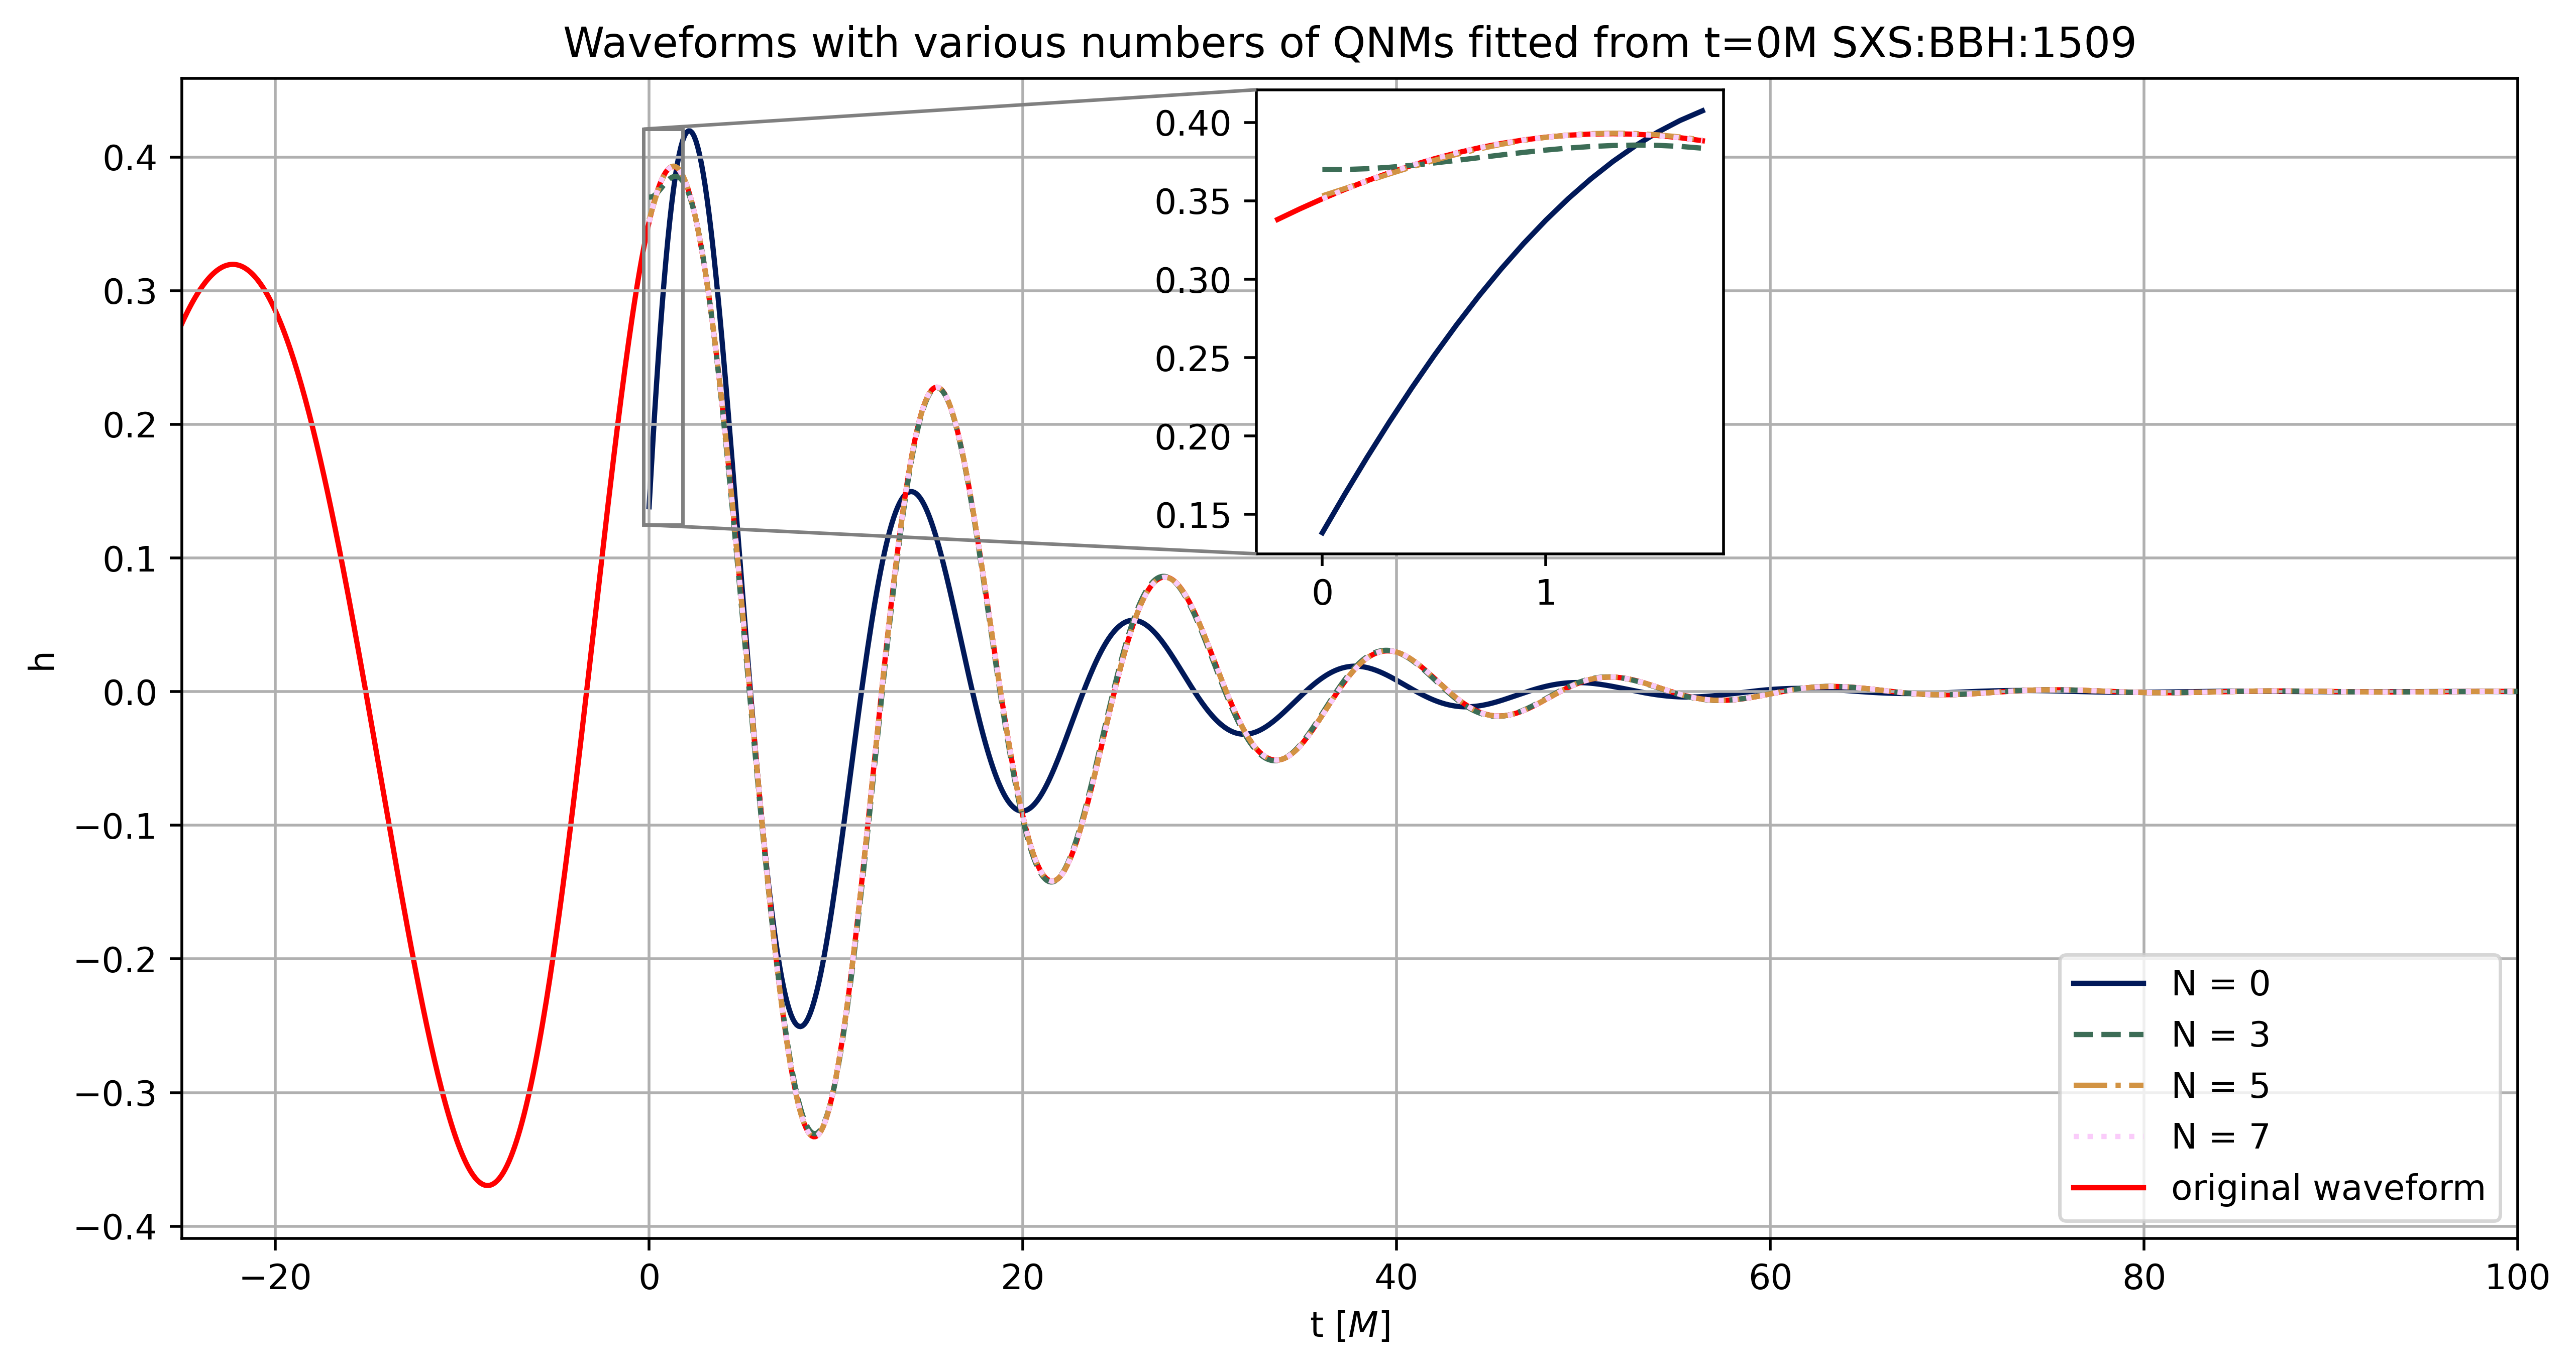 Waveforms with various numbers of QNMs fitted from t=0M SXS:BBH:1509
0.4
0.3
0.2
0.1
0.0
−0.1
−0.2
−0.3
−0.4
h
0.40
0.35
0.30
0.25
0.20
0.15
0 1
N = 0
N = 3
N = 5
N = 7
original waveform
−20 0 20 40 60 80 100
t [M]